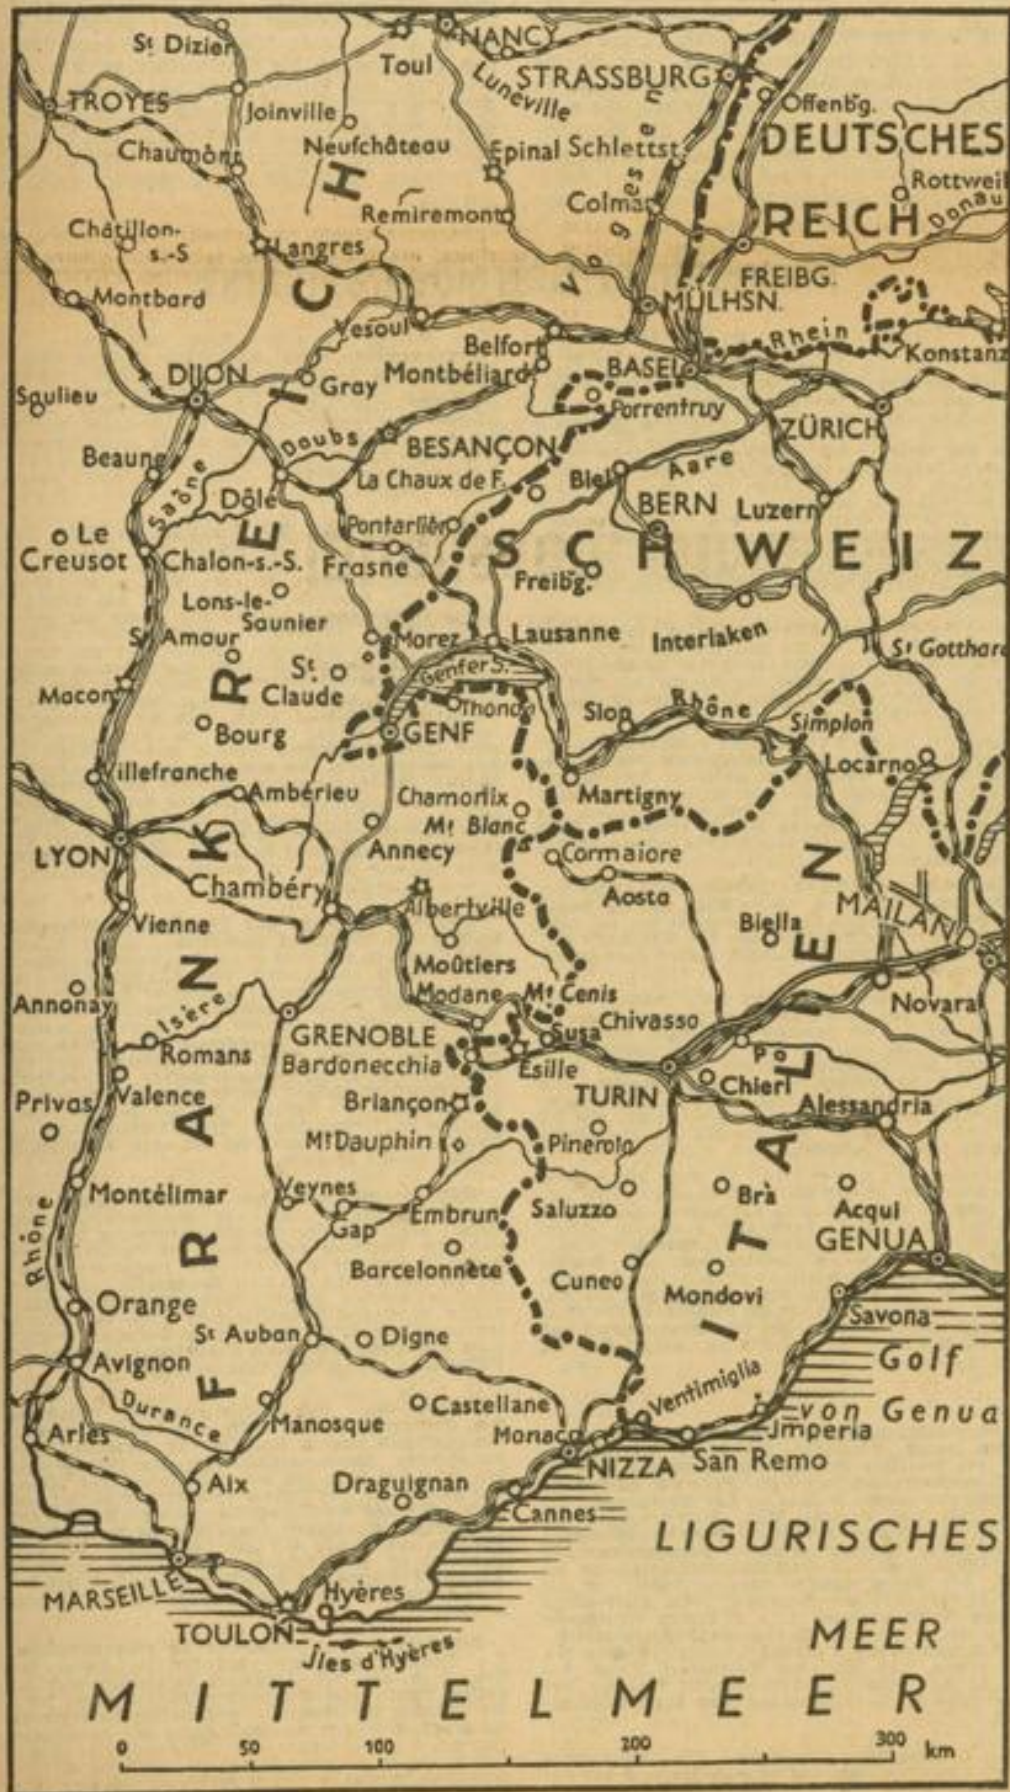 NANCY
St Dizier
Toul
Lunéville
STRASSBURG
TROYES
Joinville
Offenbg.
Neufchâteau
Epinal
Schlettst
DEUTSCHES
Chaumont
Rottweil
Remiremont
Colmar
REICH
Donau
Châtillon-
s.-S
Langres
Vogesen
FREIBG.
Montbard
MÜLHSN.
Vesoul
Rhein
Belfort
Konstanz
DIJON
Gray
Montbéliard
BASEL
Saulieu
Porrentruy
ZÜRICH
Doubs
BESANÇON
Beaune
Saône
La Chaux de F.
Biel
Aare
Dôle
BERN
Luzern
Pontarlier
Le
Creusot
Chalon-s.-S.
Frasne
SCHWEIZ
Freibg.
Lons-le-
Saunier
Interlaken
St Amour
Morez
Lausanne
St Gotthard
St
Claude
Genfer S.
Macon
Thonon
Sion
Rhône
Simplon
Bourg
GENF
Locarno
Villefranche
Ambérieu
Chamonix
Martigny
Mt Blanc
LYON
Annecy
Cormaiore
Aosta
Chambéry
Albertville
MAILAND
Vienne
Biella
Moûtiers
Annonay
Modane
Mt Cenis
Novara
Isère
GRENOBLE
Susa
Chivasso
Romans
Bardonecchia
Esille
Po
Privas
Valence
Briançon
TURIN
Chieri
Alessandria
Mt Dauphin
Pinerolo
Montélimar
Veynes
Rhône
Gap
Embrun
Saluzzo
Brà
Acqui
GENUA
Barcelonnete
Cuneo
Mondovi
Orange
Savona
St Auban
Digne
Golf
Avignon
Ventimiglia
Durance
Castellane
von Genua
Arles
Manosque
Monaco
Jmperia
NIZZA
San Remo
Aix
Draguignan
Cannes
LIGURISCHES
MARSEILLE
Hyères
TOULON
MEER
Jles d'Hyères
MITTELMEER
FRANKREICH
ITALIEN
0 50 100 200 300 km